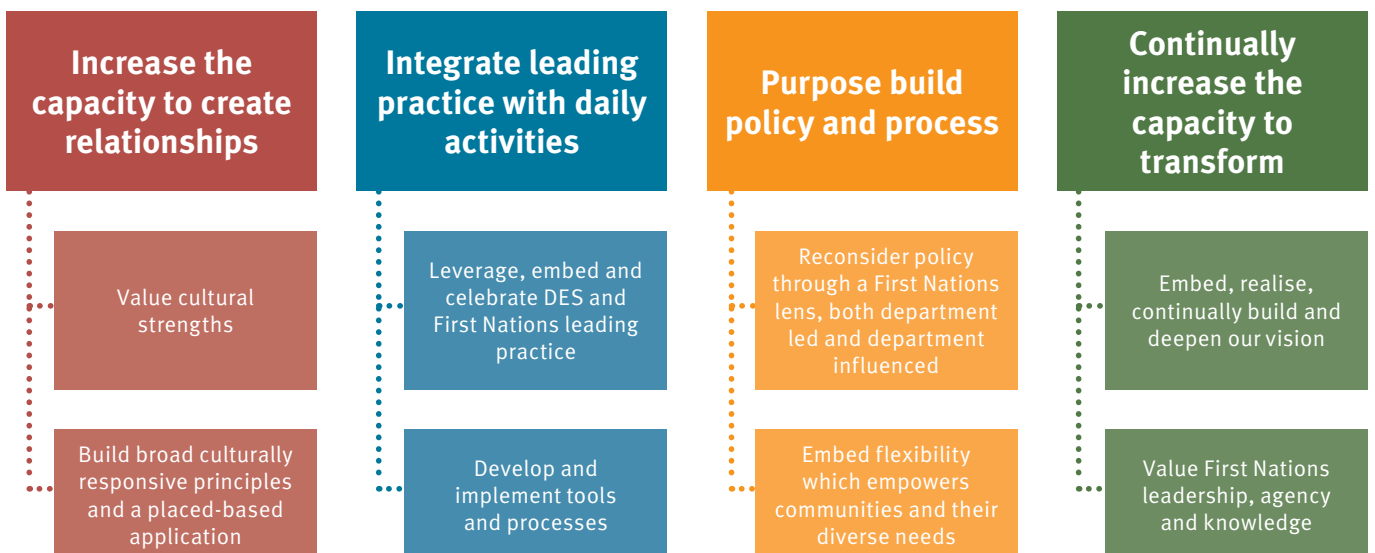 Increase the
capacity to create
relationships
Value cultural
strengths
Build broad culturally
responsive principles
and a placed-based
application
Integrate leading
practice with daily
activities
Leverage, embed and
celebrate DES and
First Nations leading
practice
Develop and
implement tools
and processes
Purpose build
policy and process
Reconsider policy
through a First Nations
lens, both department
led and department
influenced
Embed flexibility
which empowers
communities and their
diverse needs
Continually
increase the
capacity to
transform
Embed, realise,
continually build and
deepen our vision
Value First Nations
leadership, agency
and knowledge